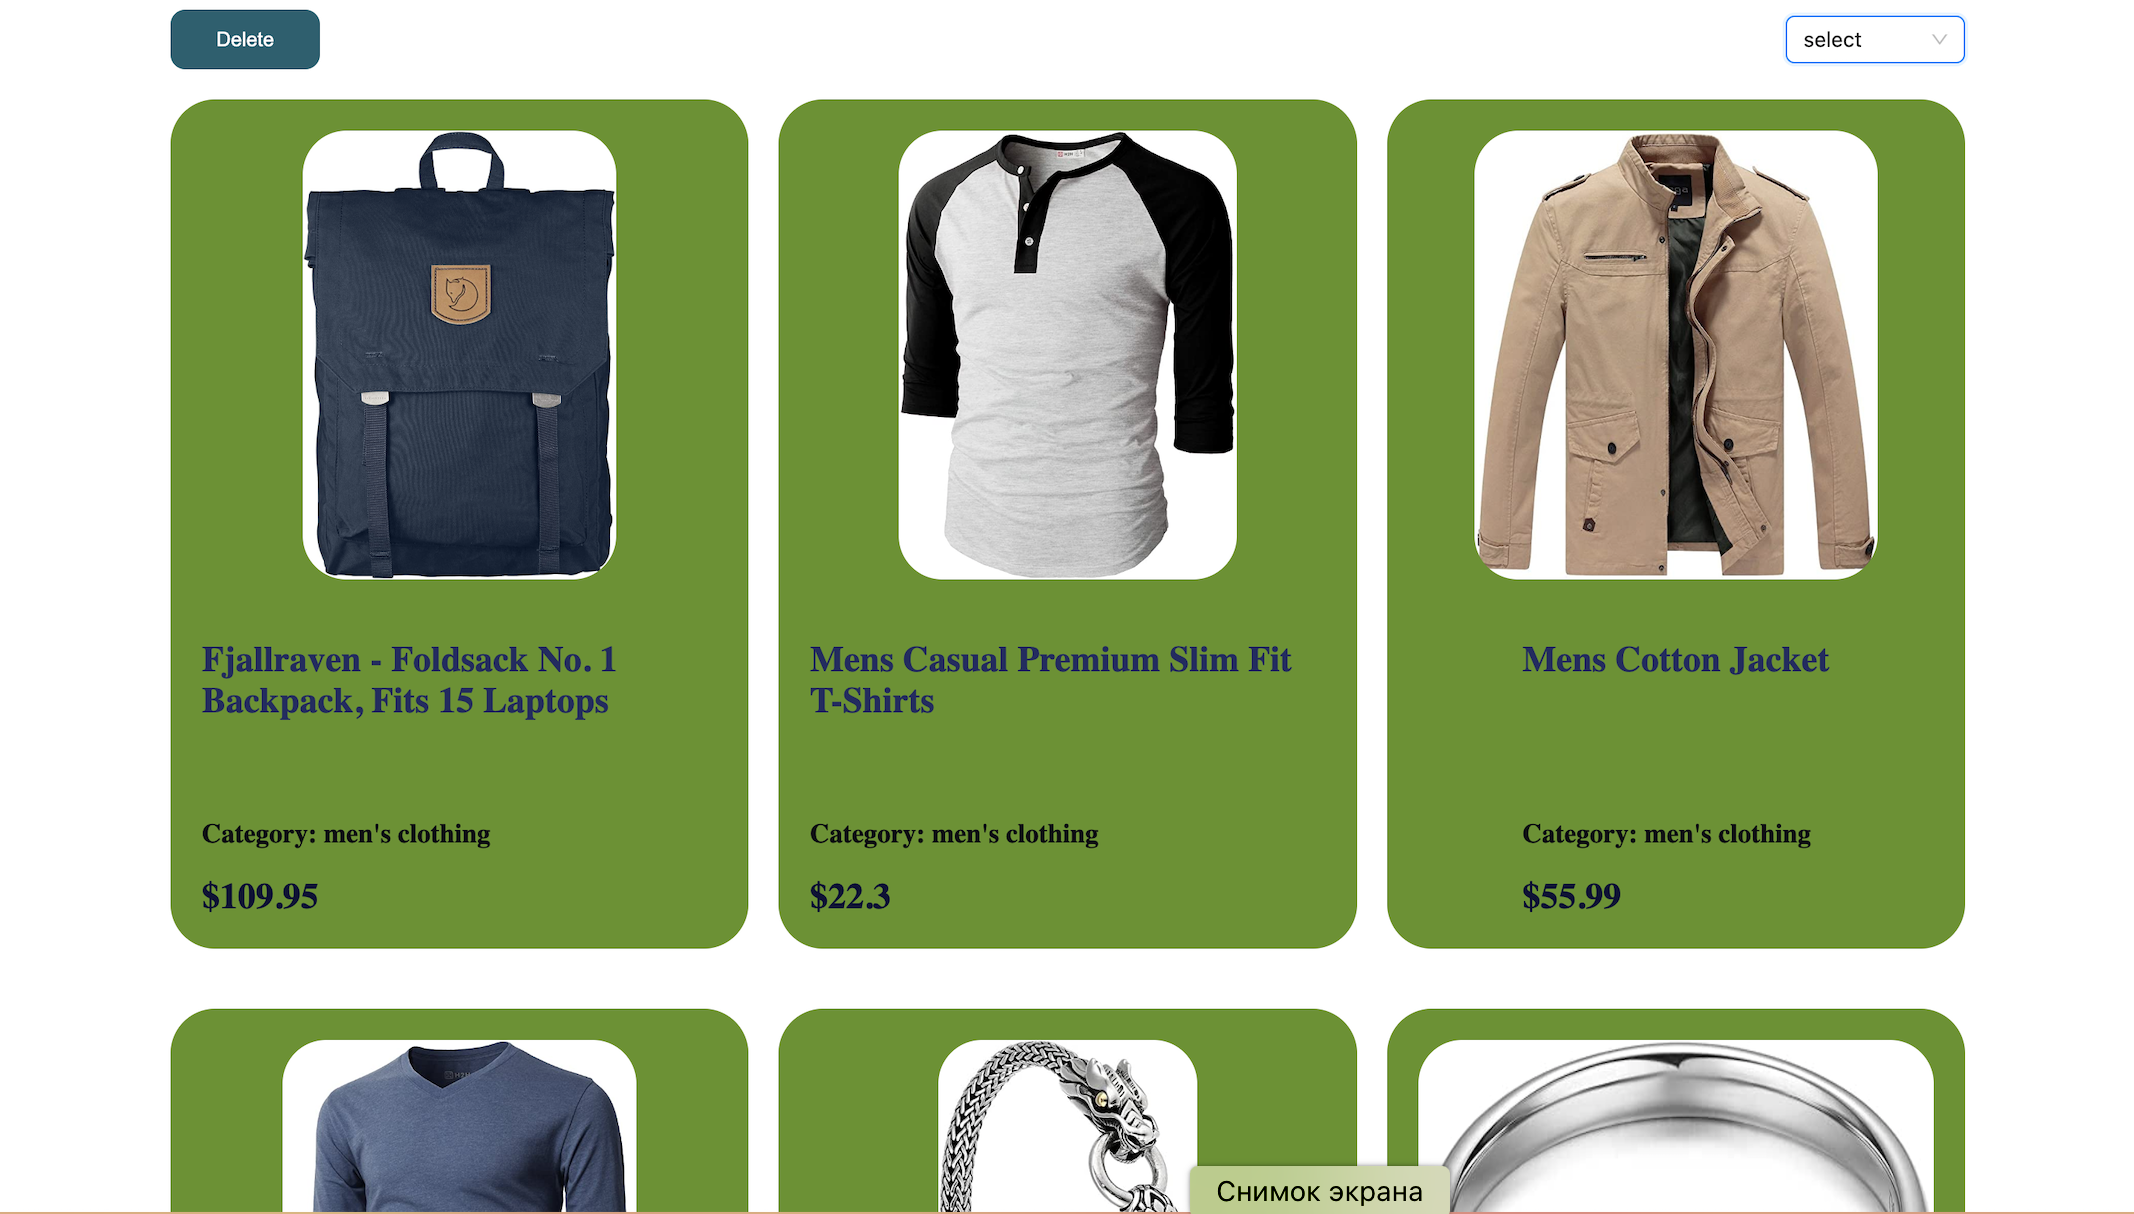 Delete
select
Fjallraven - Foldsack No. 1
Backpack, Fits 15 Laptops
Category: men's clothing
$109.95
Mens Casual Premium Slim Fit
T-Shirts
Category: men's clothing
$22.3
Mens Cotton Jacket
Category: men's clothing
$55.99
Снимок экрана